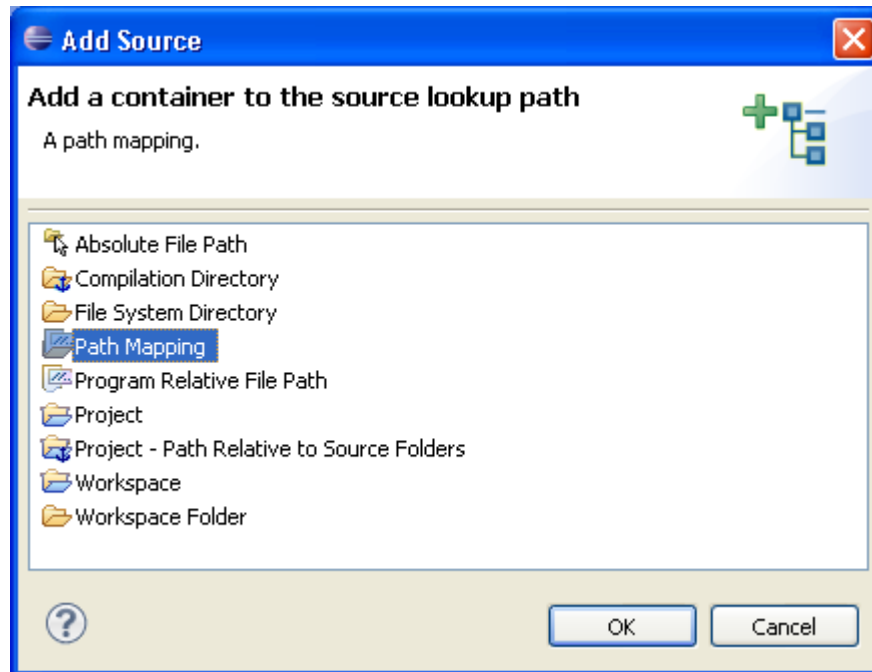 Add Source
Add a container to the source lookup path
A path mapping.
Absolute File Path
Compilation Directory
File System Directory
Path Mapping
Program Relative File Path
Project
Project - Path Relative to Source Folders
Workspace
Workspace Folder
?
OK
Cancel